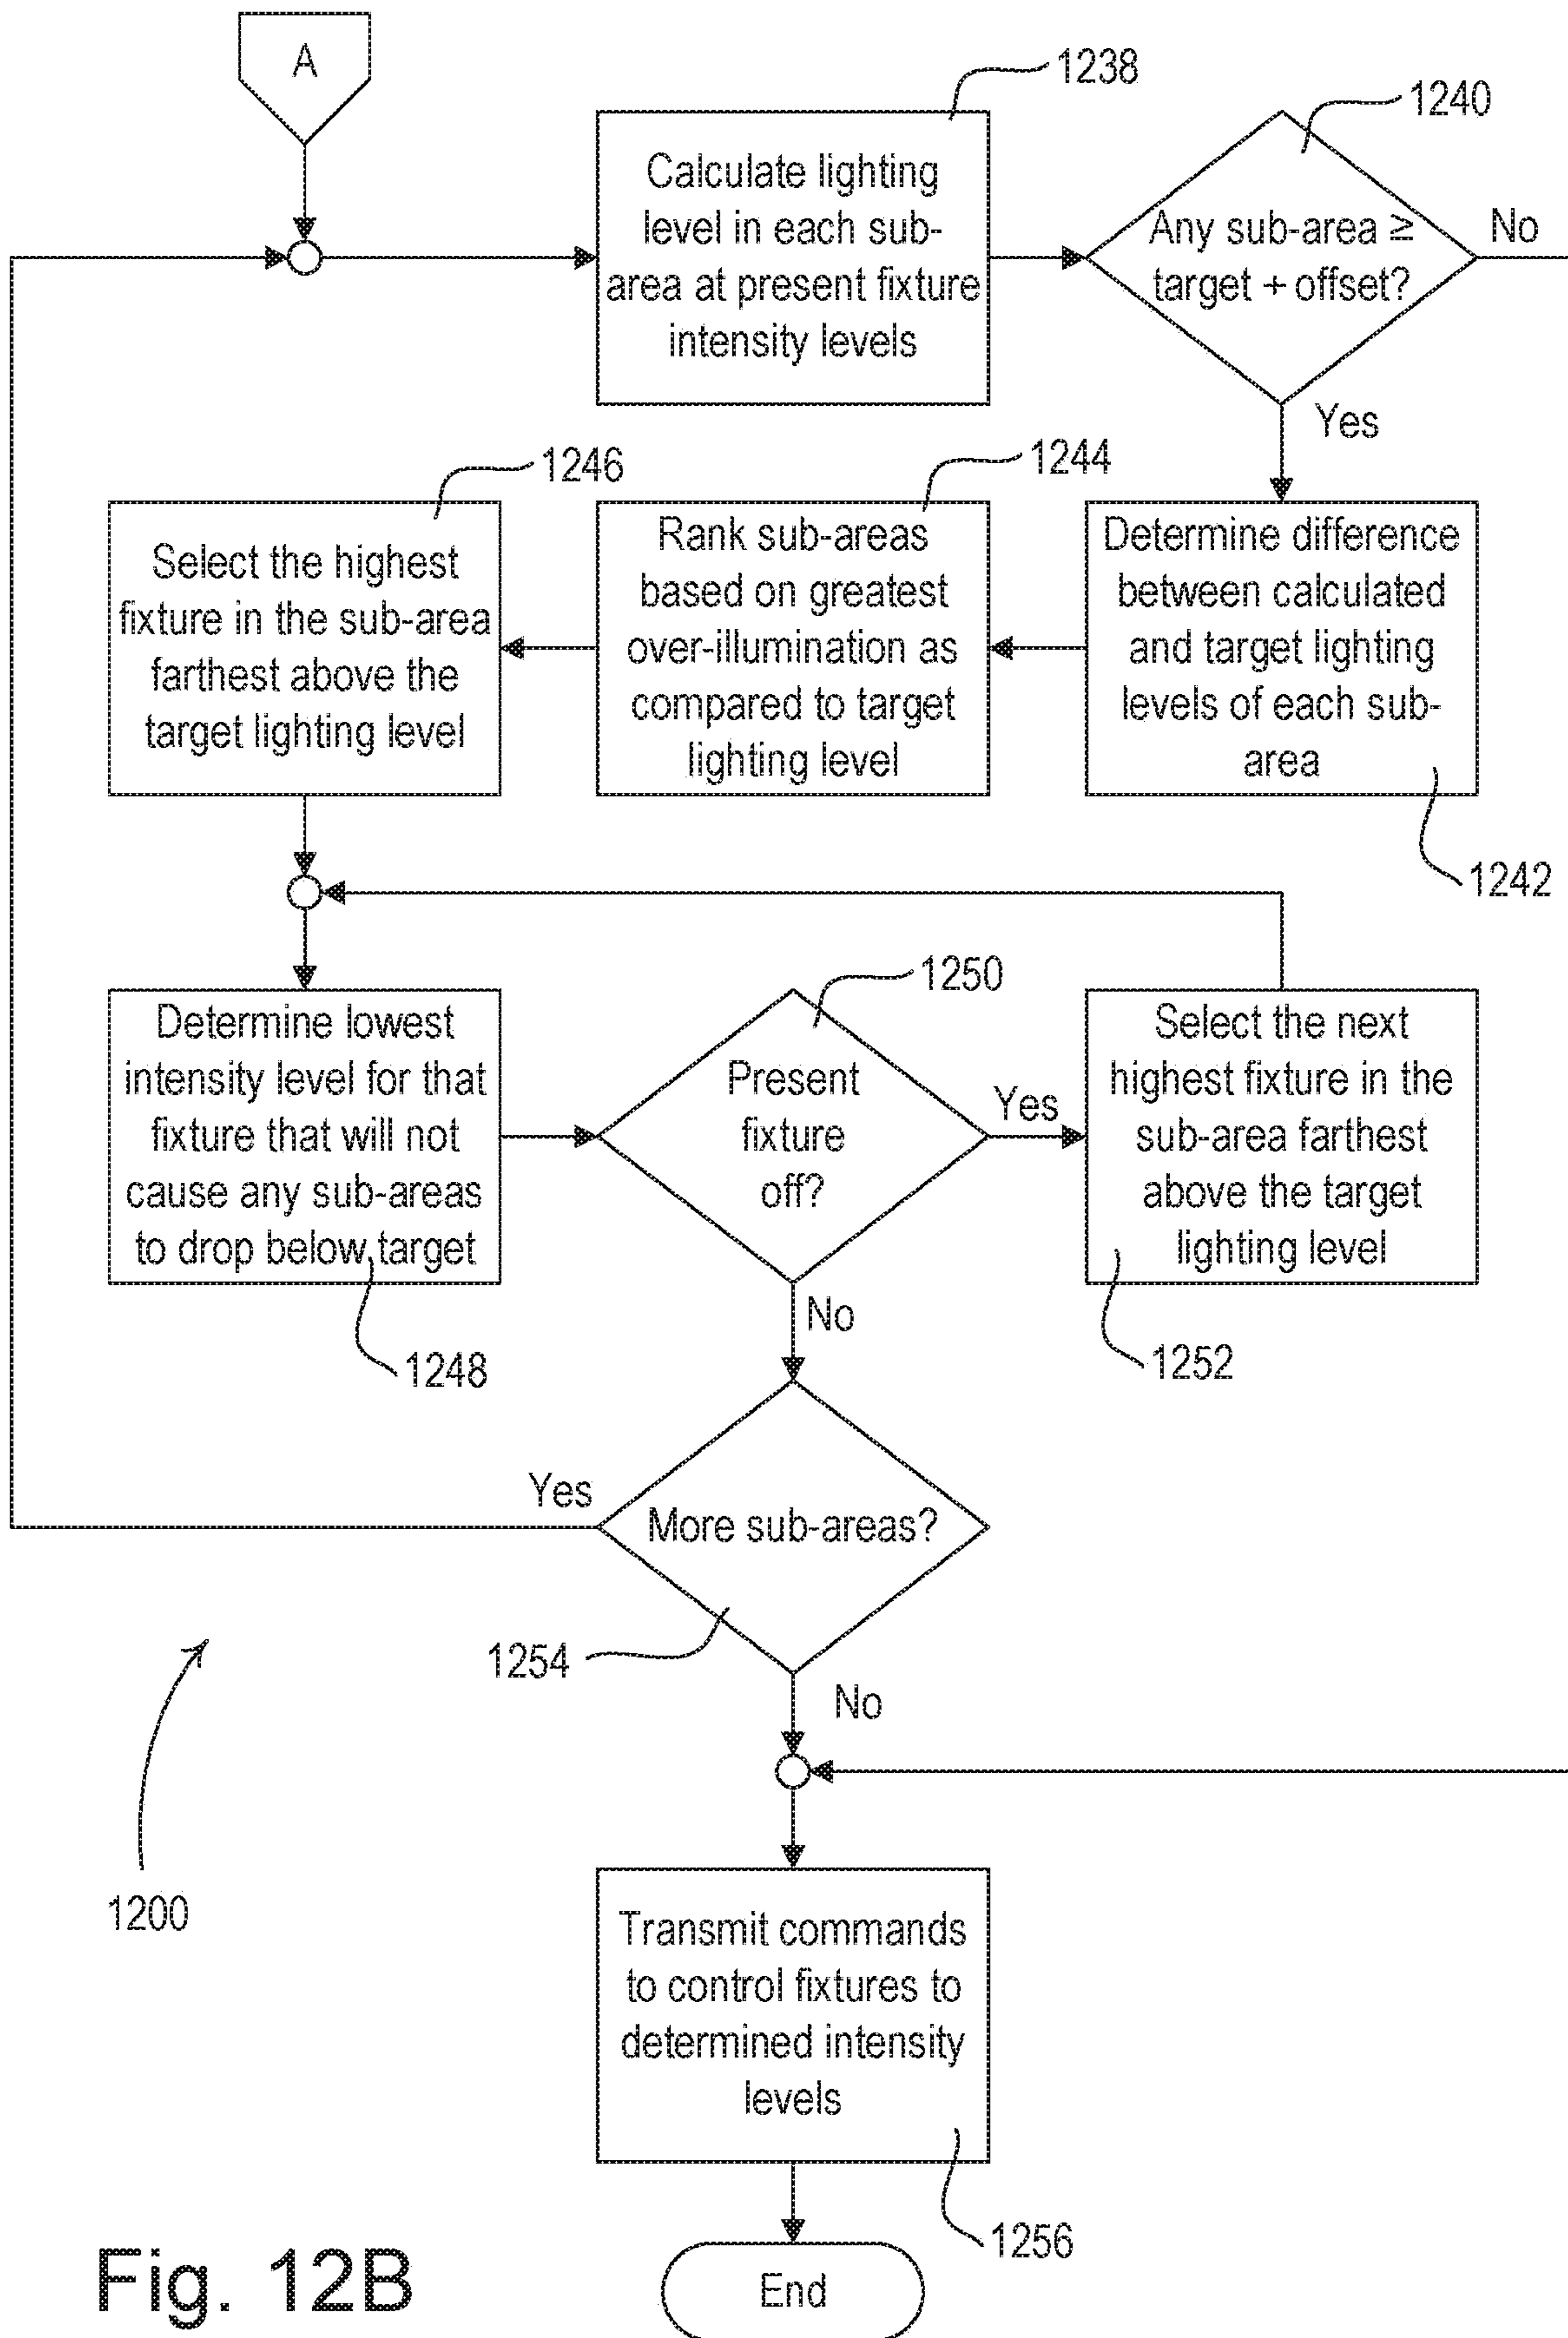 A
1238
Calculate lighting
level in each sub-
area at present fixture
intensity levels
1240
Any sub-area ≥
target + offset?
No
Yes
1246
Select the highest
fixture in the sub-area
farthest above the
target lighting level
1244
Rank sub-areas
based on greatest
over-illumination as
compared to target
lighting level
Determine difference
between calculated
and target lighting
levels of each sub-
area
1242
Determine lowest
intensity level for that
fixture that will not
cause any sub-areas
to drop below target
1248
1250
Present
fixture
off?
Yes
No
Select the next
highest fixture in the
sub-area farthest
above the target
lighting level
1252
Yes
More sub-areas?
1254
No
1200
Transmit commands
to control fixtures to
determined intensity
levels
1256
End
Fig. 12B